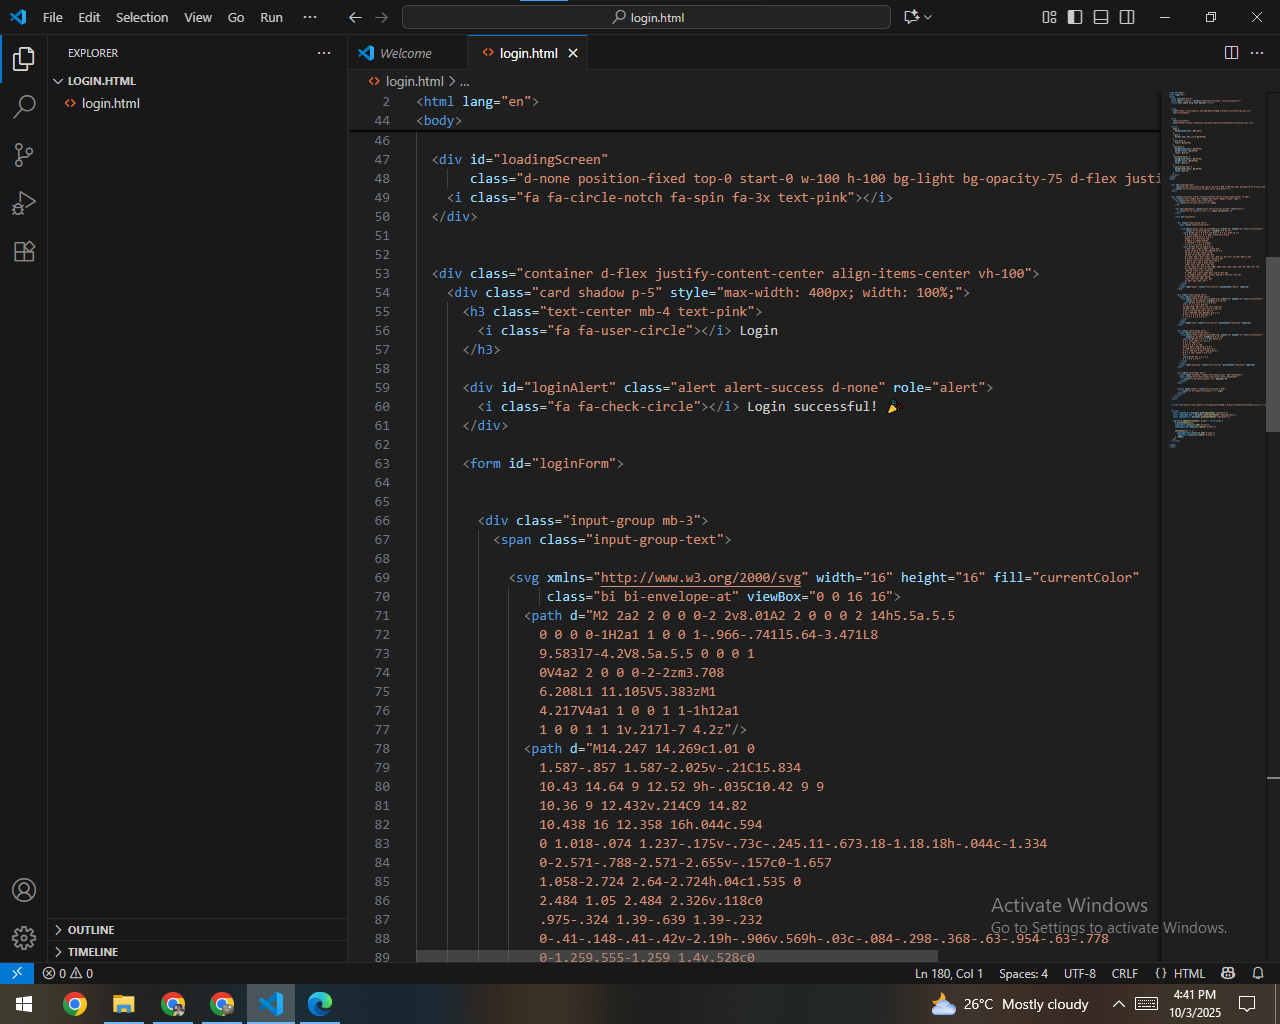 File Edit Selection View Go Run ···
login.html
EXPLORER ···
LOGIN.HTML
login.html
OUTLINE
TIMELINE
Welcome
login.html
login.html > ...
2 <html lang="en">
44 <body>
46
47 <div id="loadingScreen"
48 class="d-none position-fixed top-0 start-0 w-100 h-100 bg-light bg-opacity-75 d-flex justi
49 <i class="fa fa-circle-notch fa-spin fa-3x text-pink"></i>
50 </div>
51
52
53 <div class="container d-flex justify-content-center align-items-center vh-100">
54 <div class="card shadow p-5" style="max-width: 400px; width: 100%;">
55 <h3 class="text-center mb-4 text-pink">
56 <i class="fa fa-user-circle"></i> Login
57 </h3>
58
59 <div id="loginAlert" class="alert alert-success d-none" role="alert">
60 <i class="fa fa-check-circle"></i> Login successful! 🎉
61 </div>
62
63 <form id="loginForm">
64
65
66 <div class="input-group mb-3">
67 <span class="input-group-text">
68
69 <svg xmlns="http://www.w3.org/2000/svg" width="16" height="16" fill="currentColor"
70 class="bi bi-envelope-at" viewBox="0 0 16 16">
71 <path d="M2 2a2 2 0 0 0-2 2v8.01A2 2 0 0 0 2 14h5.5a.5.5
72 0 0 0 0-1H2a1 1 0 0 1-.966-.741l5.64-3.471L8
73 9.583l7-4.2V8.5a.5.5 0 0 0 1
74 0V4a2 2 0 0 0-2-2zm3.708
75 6.208L1 11.105V5.383zM1
76 4.217V4a1 1 0 0 1 1-1h12a1
77 1 0 0 1 1 1v.217l-7 4.2z"/>
78 <path d="M14.247 14.269c1.01 0
79 1.587-.857 1.587-2.025v-.21C15.834
80 10.43 14.64 9 12.52 9h-.035C10.42 9 9
81 10.36 9 12.432v.214C9 14.82
82 10.438 16 12.358 16h.044c.594
83 0 1.018-.074 1.237-.175v-.73c-.245.11-.673.18-1.18.18h-.044c-1.334
84 0-2.571-.788-2.571-2.655v-.157c0-1.657
85 1.058-2.724 2.64-2.724h.04c1.535 0
86 2.484 1.05 2.484 2.326v.118c0
87 .975-.324 1.39-.639 1.39-.232
88 0-.41-.148-.41-.42v-2.19h-.906v.569h-.03c-.084-.298-.368-.63-.954-.63-.778
89 0-1.259.555-1.259 1.4v.528c0
Activate Windows
Go to Settings to activate Windows.
0 0 Ln 180, Col 1 Spaces: 4 UTF-8 CRLF {} HTML
26°C Mostly cloudy
4:41 PM
10/3/2025